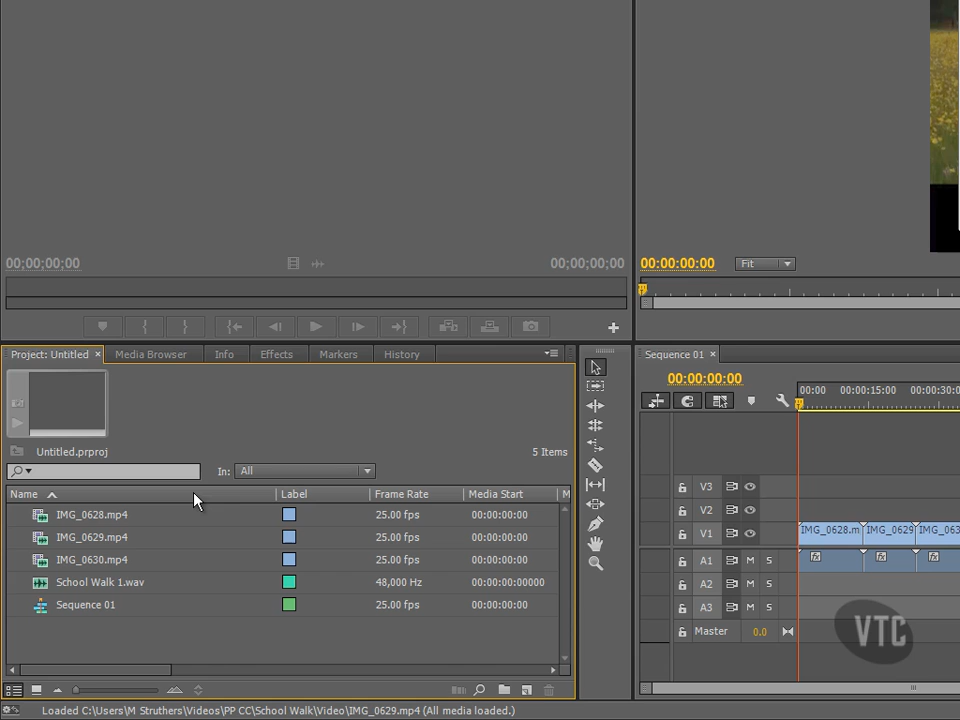 00;00;00;00
00;00;00;00
00:00:00:00
Fit
Project: Untitled ×
Media Browser
Info
Effects
Markers
History
Sequence 01 ×
00:00:00:00
00:00
00:00:15:00
00:00:30:0
Untitled.prproj
5 Items
In:
All
Name
Label
Frame Rate
Media Start
M
IMG_0628.mp4
25.00 fps
00:00:00:00
IMG_0629.mp4
25.00 fps
00:00:00:00
IMG_0630.mp4
25.00 fps
00:00:00:00
School Walk 1.wav
48,000 Hz
00:00:00:00000
Sequence 01
25.00 fps
00:00:00:00
V3
V2
V1
IMG_0628.m
IMG_0629
IMG_063
fx
fx
fx
A1 M S
A2 M S
A3 M S
Master
0.0
VTC
Loaded C:\Users\M Struthers\Videos\PP CC\School Walk\Video\IMG_0629.mp4 (All media loaded.)